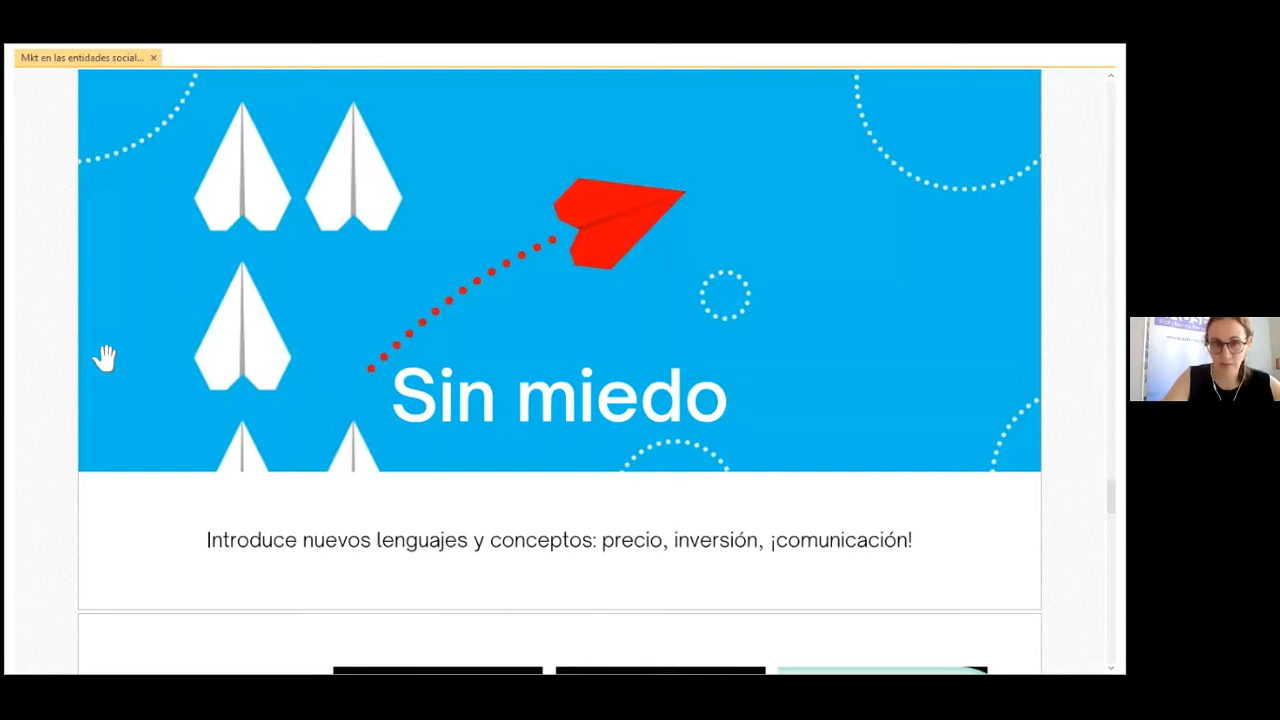 Mkt en las entidades social...
Sin miedo
Introduce nuevos lenguajes y conceptos: precio, inversión, ¡comunicación!